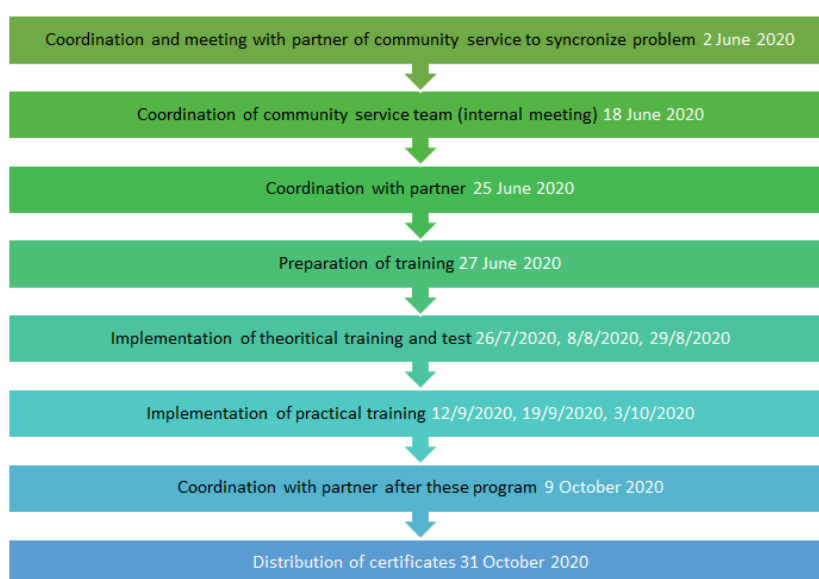 Coordination and meeting with partner of community service to syncronize problem 2 June 2020
Coordination of community service team (internal meeting) 18 June 2020
Coordination with partner 25 June 2020
Preparation of training 27 June 2020
Implementation of theoritical training and test 26/7/2020, 8/8/2020, 29/8/2020
Implementation of practical training 12/9/2020, 19/9/2020, 3/10/2020
Coordination with partner after these program 9 October 2020
Distribution of certificates 31 October 2020